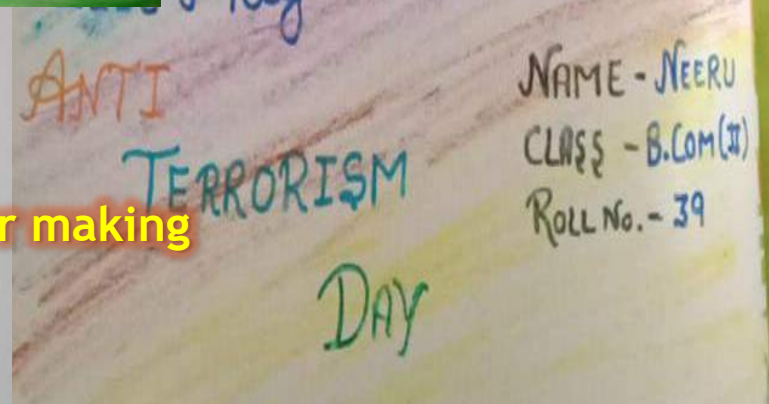 ANTI
TERRORISM
DAY
NAME - NEERU
CLASS - B.COM(II)
ROLL NO. - 39
making